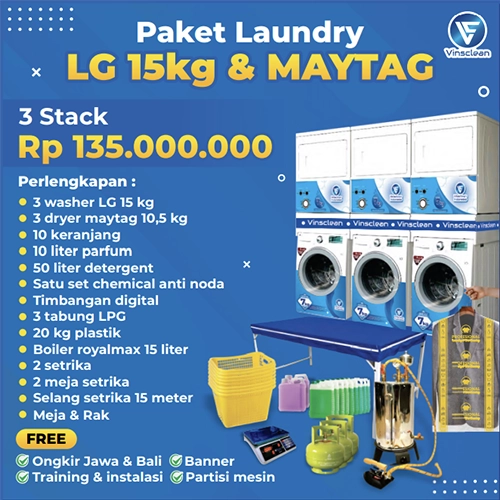 Paket Laundry
LG 15kg & MAYTAG
Vinsclean
3 Stack
Rp 135.000.000
Perlengkapan :
3 washer LG 15 kg
3 dryer maytag 10,5 kg
10 keranjang
10 liter parfum
50 liter detergent
Satu set chemical anti noda
Timbangan digital
3 tabung LPG
20 kg plastik
Boiler royalmax 15 liter
2 setrika
2 meja setrika
Selang setrika 15 meter
Meja & Rak
Vinsclean
Vinsclean
FREE
Ongkir Jawa & Bali
Banner
Training & instalasi
Partisi mesin